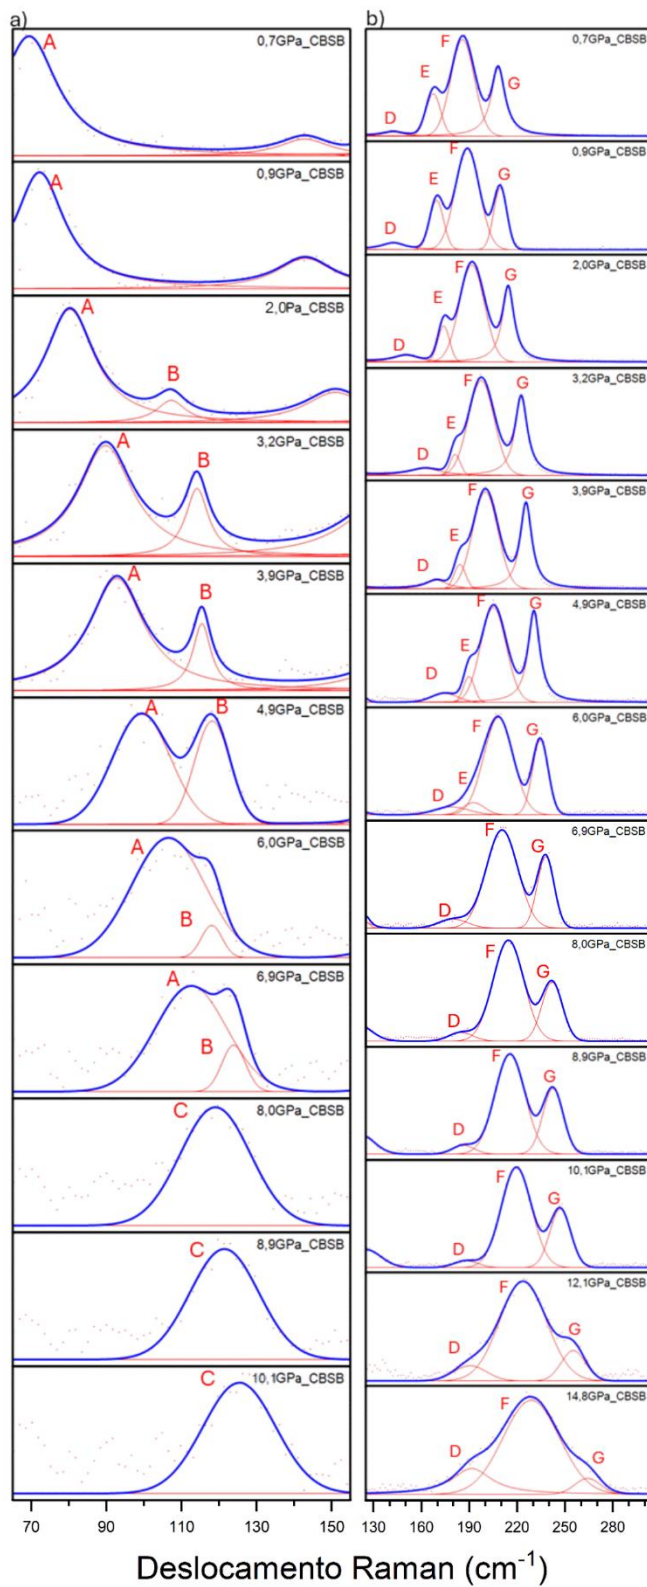 a)
A
0,7GPa_CBSB
A
0,9GPa_CBSB
A
B
2,0Pa_CBSB
A
B
3,2GPa_CBSB
A
B
3,9GPa_CBSB
A
B
4,9GPa_CBSB
A
B
6,0GPa_CBSB
A
B
6,9GPa_CBSB
C
8,0GPa_CBSB
C
8,9GPa_CBSB
C
10,1GPa_CBSB
70 90 110 130 150
b)
D E F G
0,7GPa_CBSB
D E F G
0,9GPa_CBSB
D E F G
2,0GPa_CBSB
D E F G
3,2GPa_CBSB
D E F G
3,9GPa_CBSB
D E F G
4,9GPa_CBSB
D E F G
6,0GPa_CBSB
D F G
6,9GPa_CBSB
D F G
8,0GPa_CBSB
D F G
8,9GPa_CBSB
D F G
10,1GPa_CBSB
D F G
12,1GPa_CBSB
D F G
14,8GPa_CBSB
130 160 190 220 250 280
Deslocamento Raman (cm⁻¹)